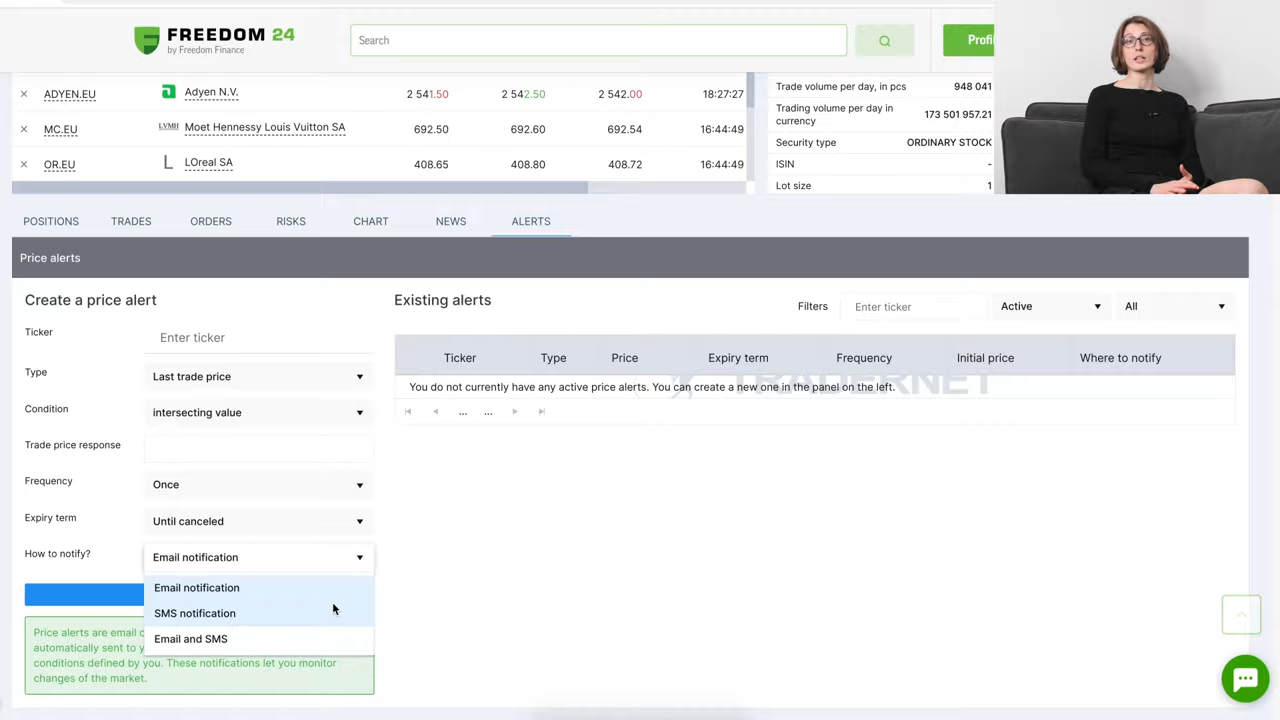 FREEDOM 24
by Freedom Finance
Search
Profil
ADYEN.EU Adyen N.V. 2 541.50 2 542.50 2 542.00 18:27:27
MC.EU LVMH Moet Hennessy Louis Vuitton SA 692.50 692.60 692.54 16:44:49
OR.EU L LOreal SA 408.65 408.80 408.72 16:44:49
Trade volume per day, in pcs 948 041
Trading volume per day in
currency 173 501 957.21
Security type ORDINARY STOCK
ISIN -
Lot size 1
POSITIONS TRADES ORDERS RISKS CHART NEWS ALERTS
Price alerts
Create a price alert
Ticker Enter ticker
Type Last trade price
Condition intersecting value
Trade price response
Frequency Once
Expiry term Until canceled
How to notify? Email notification
Email notification
SMS notification
Email and SMS
Price alerts are email
automatically sent to
conditions defined by you. These notifications let you monitor
changes of the market.
Existing alerts
Filters Enter ticker Active All
Ticker Type Price Expiry term Frequency Initial price Where to notify
You do not currently have any active price alerts. You can create a new one in the panel on the left.
TRADERNET
... ...